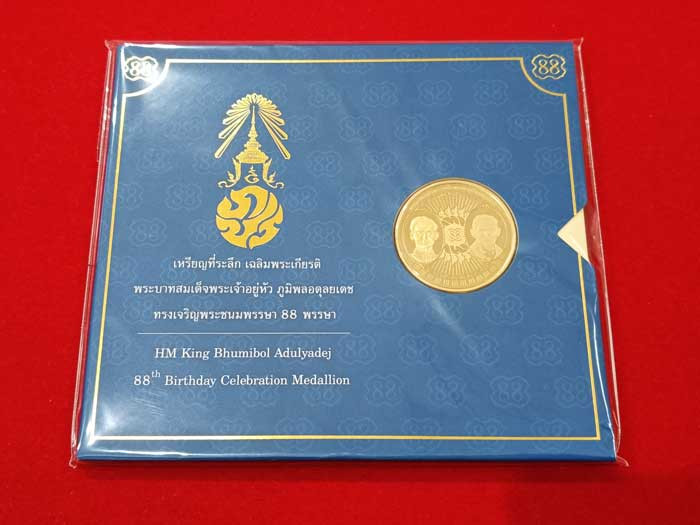 88 88
เหรียญที่ระลึก เฉลิมพระเกียรติ
พระบาทสมเด็จพระเจ้าอยู่หัว ภูมิพลอดุลยเดช
ทรงเจริญพระชนมพรรษา 88 พรรษา
HM King Bhumibol Adulyadej
88th Birthday Celebration Medallion